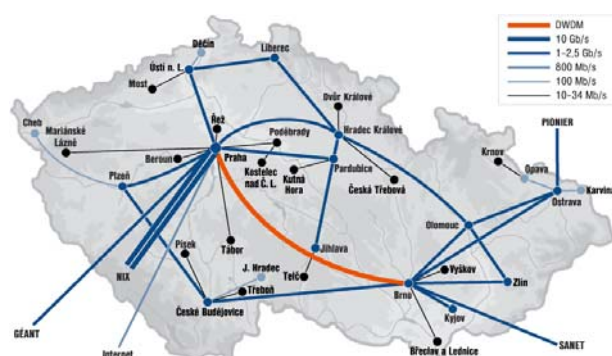 DWDM
10 Gb/s
1-2.5 Gb/s
800 Mb/s
100 Mb/s
10-34 Mb/s
Děčín
Liberec
Ústí n. L.
Most
Dvůr Králové
Cheb
Mariánské
Lázně
Řež
Poděbrady
Hradec Králové
PIONIER
Beroun
Praha
Kostelec
nad Č. L.
Kutná
Hora
Pardubice
Česká Třebová
Krnov
Opava
Karviná
Ostrava
Plzeň
Olomouc
Písek
Tábor
Jihlava
NIX
J. Hradec
Telč
Vyškov
Třeboň
Brno
Zlín
České Budějovice
Kyjov
GÉANT
Internet
Břeclav a Lednice
SANET